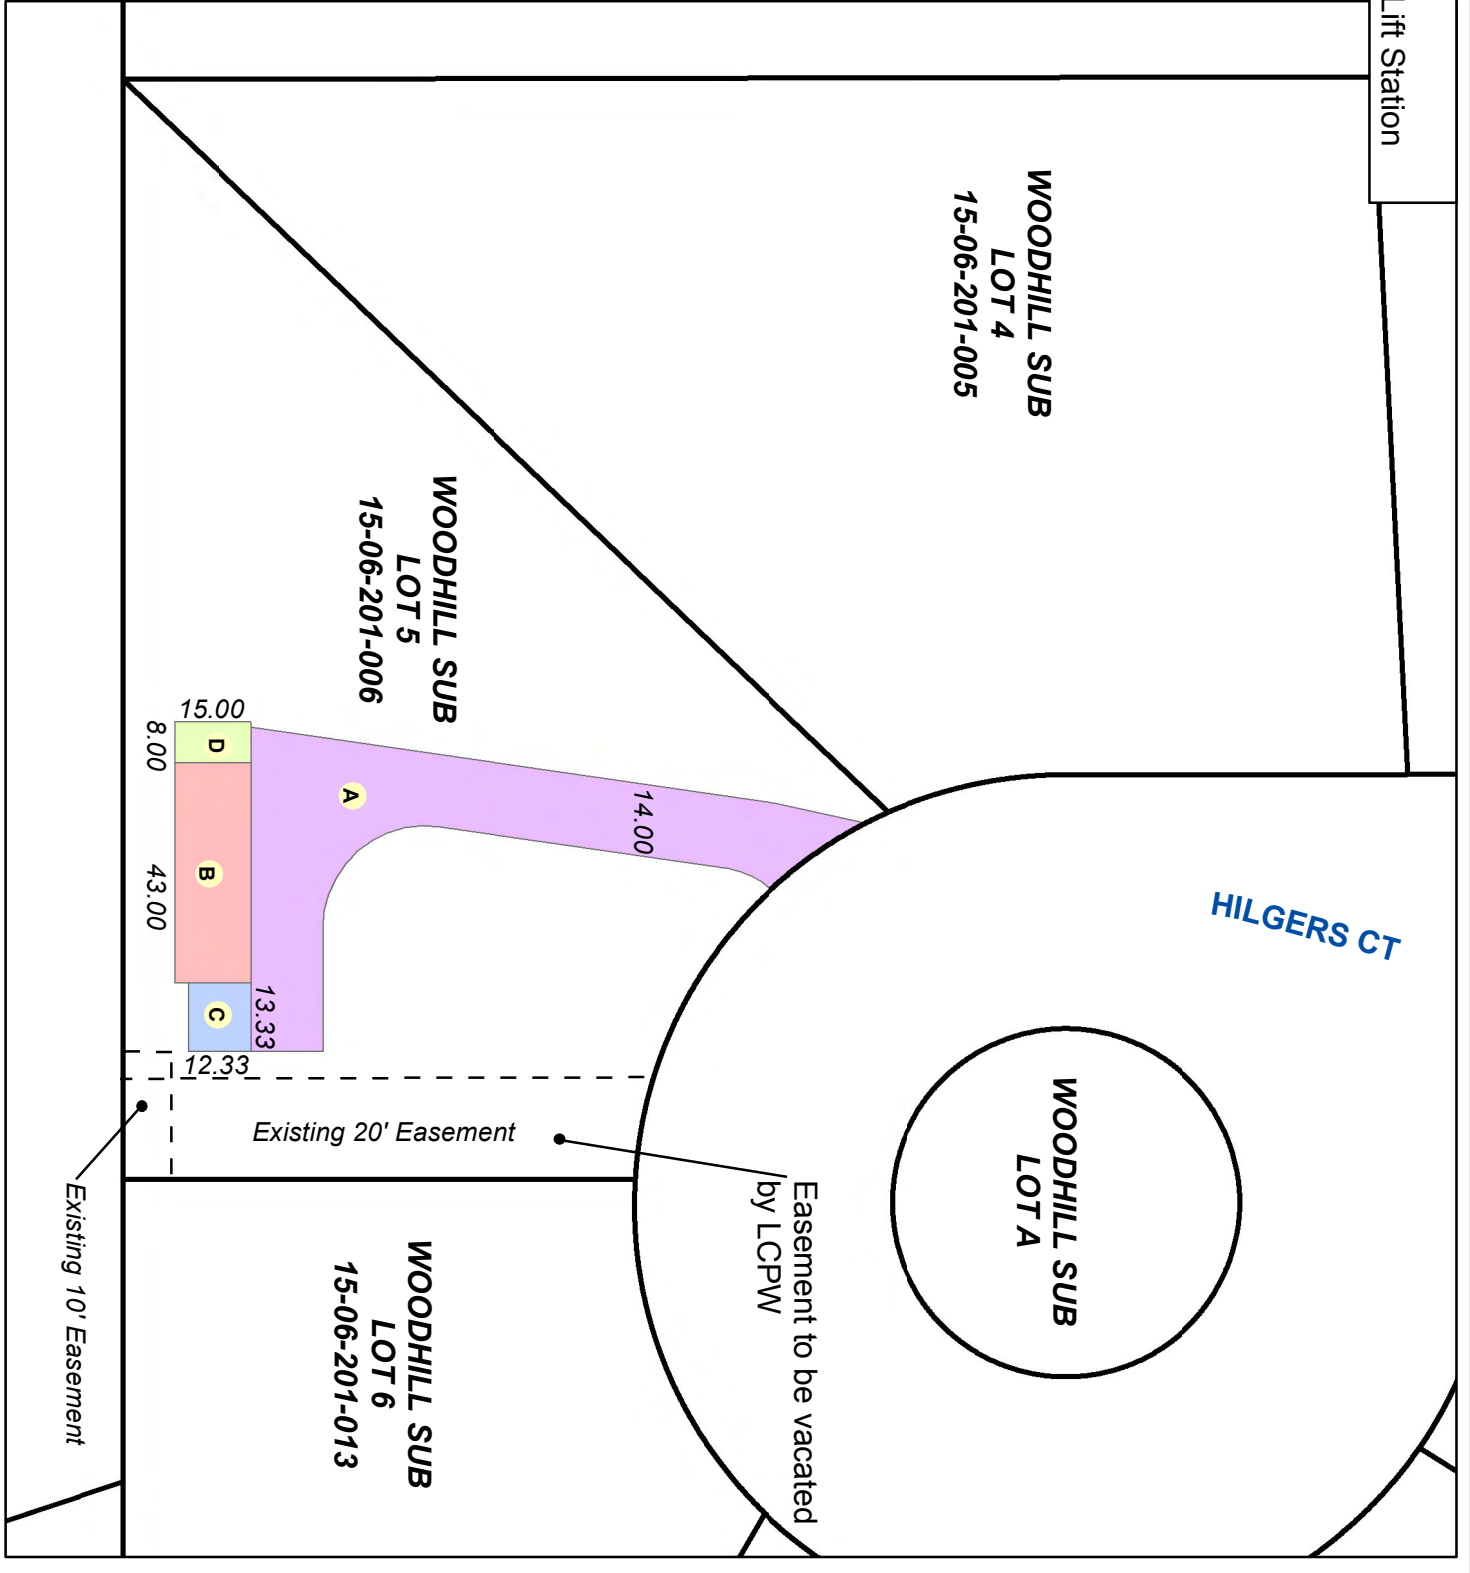 Lift Station
WOODHILL SUB
LOT 4
15-06-201-005
WOODHILL SUB
LOT 5
15-06-201-006
15.00
8.00
D
A
14.00
B
43.00
HILGERS CT
C
13.33
12.33
Existing 20' Easement
WOODHILL SUB
LOT A
Easement to be vacated
by LCPW
Existing 10' Easement
WOODHILL SUB
LOT 6
15-06-201-013